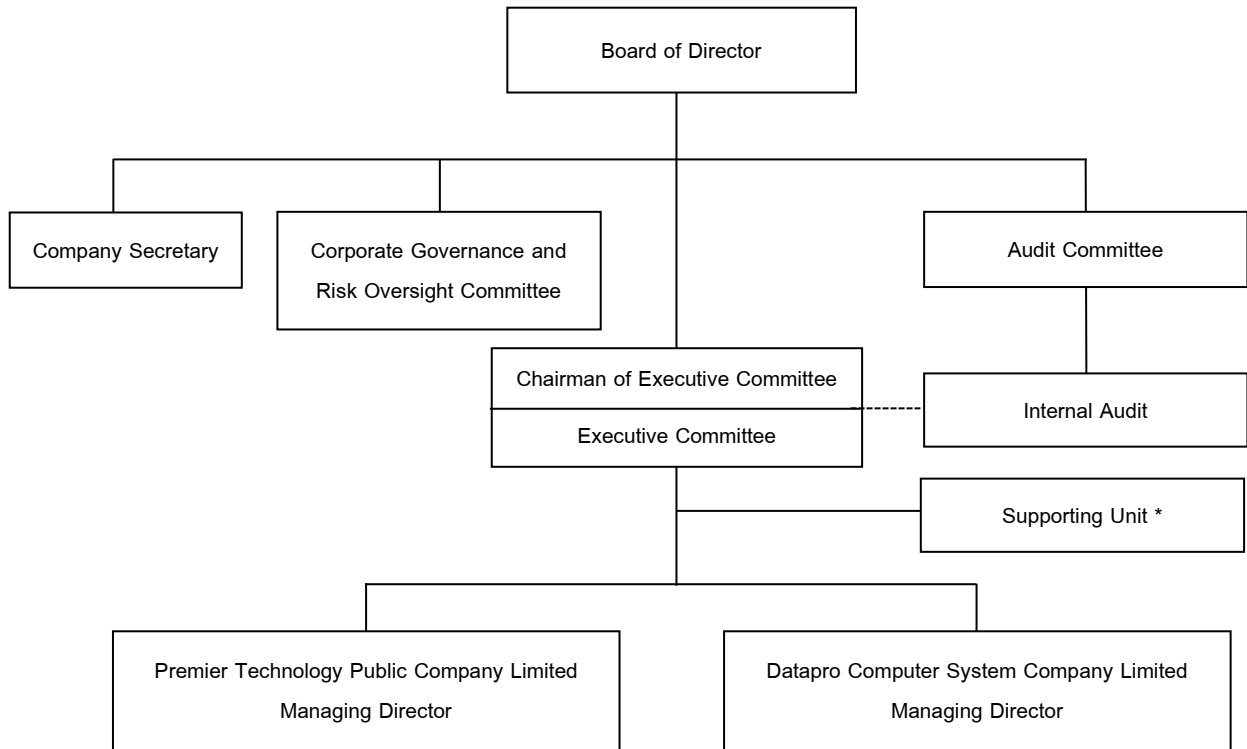 Board of Director
Company Secretary
Corporate Governance and
Risk Oversight Committee
Audit Committee
Chairman of Executive Committee
Executive Committee
Internal Audit
Supporting Unit *
Premier Technology Public Company Limited
Managing Director
Datapro Computer System Company Limited
Managing Director